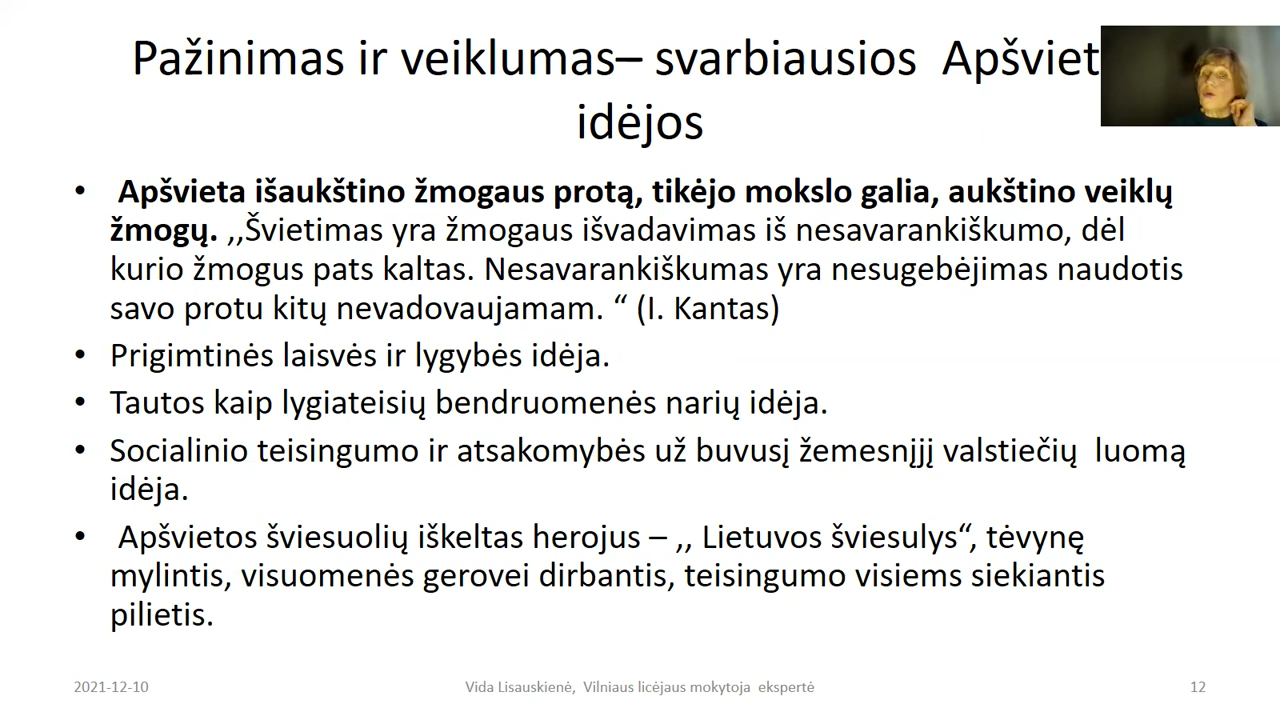 Pažinimas ir veiklumas– svarbiausios Apšviet
idėjos
• Apšvieta išaukštino žmogaus protą, tikėjo mokslo galia, aukštino veiklų
žmogų. ,,Švietimas yra žmogaus išvadavimas iš nesavarankiškumo, dėl
kurio žmogus pats kaltas. Nesavarankiškumas yra nesugebėjimas naudotis
savo protu kitų nevadovaujamam. “ (I. Kantas)
• Prigimtinės laisvės ir lygybės idėja.
• Tautos kaip lygiateisių bendruomenės narių idėja.
• Socialinio teisingumo ir atsakomybės už buvusį žemesnįjį valstiečių luomą
idėja.
• Apšvietos šviesuolių iškeltas herojus – ,, Lietuvos šviesulys“, tėvynę
mylintis, visuomenės gerovei dirbantis, teisingumo visiems siekiantis
pilietis.
2021-12-10 Vida Lisauskienė, Vilniaus licėjaus mokytoja ekspertė 12